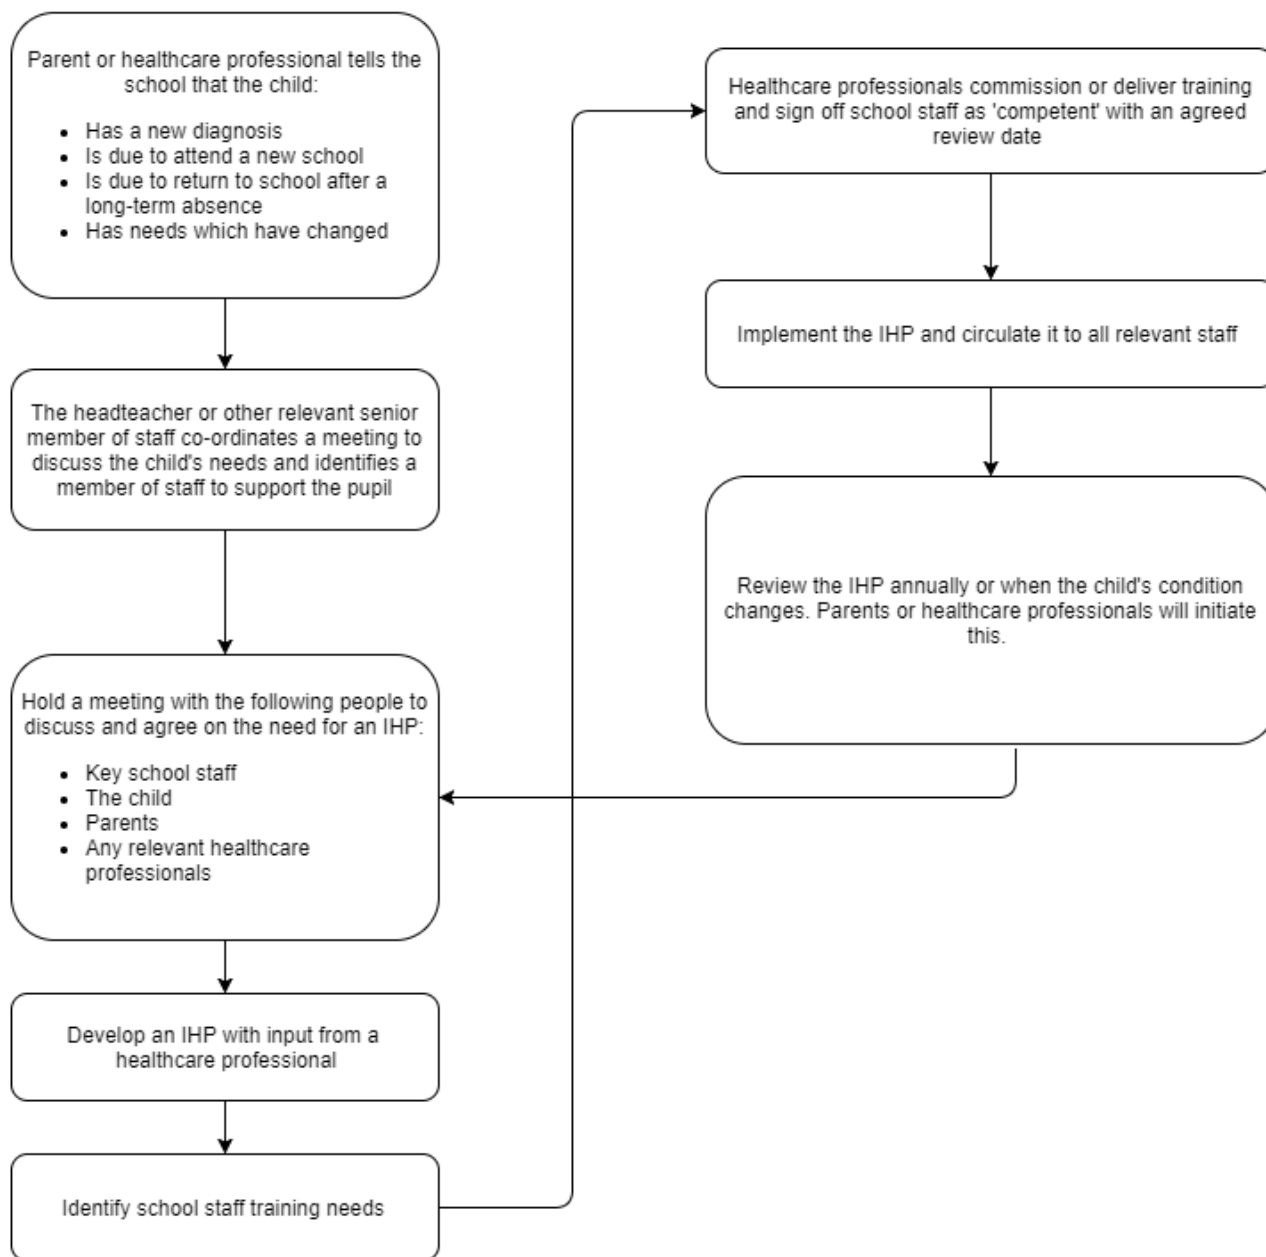 Parent or healthcare professional tells the
school that the child:
• Has a new diagnosis
• Is due to attend a new school
• Is due to return to school after a
long-term absence
• Has needs which have changed
The headteacher or other relevant senior
member of staff co-ordinates a meeting to
discuss the child's needs and identifies a
member of staff to support the pupil
Hold a meeting with the following people to
discuss and agree on the need for an IHP:
• Key school staff
• The child
• Parents
• Any relevant healthcare
professionals
Develop an IHP with input from a
healthcare professional
Identify school staff training needs
Healthcare professionals commission or deliver training
and sign off school staff as 'competent' with an agreed
review date
Implement the IHP and circulate it to all relevant staff
Review the IHP annually or when the child's condition
changes. Parents or healthcare professionals will initiate
this.